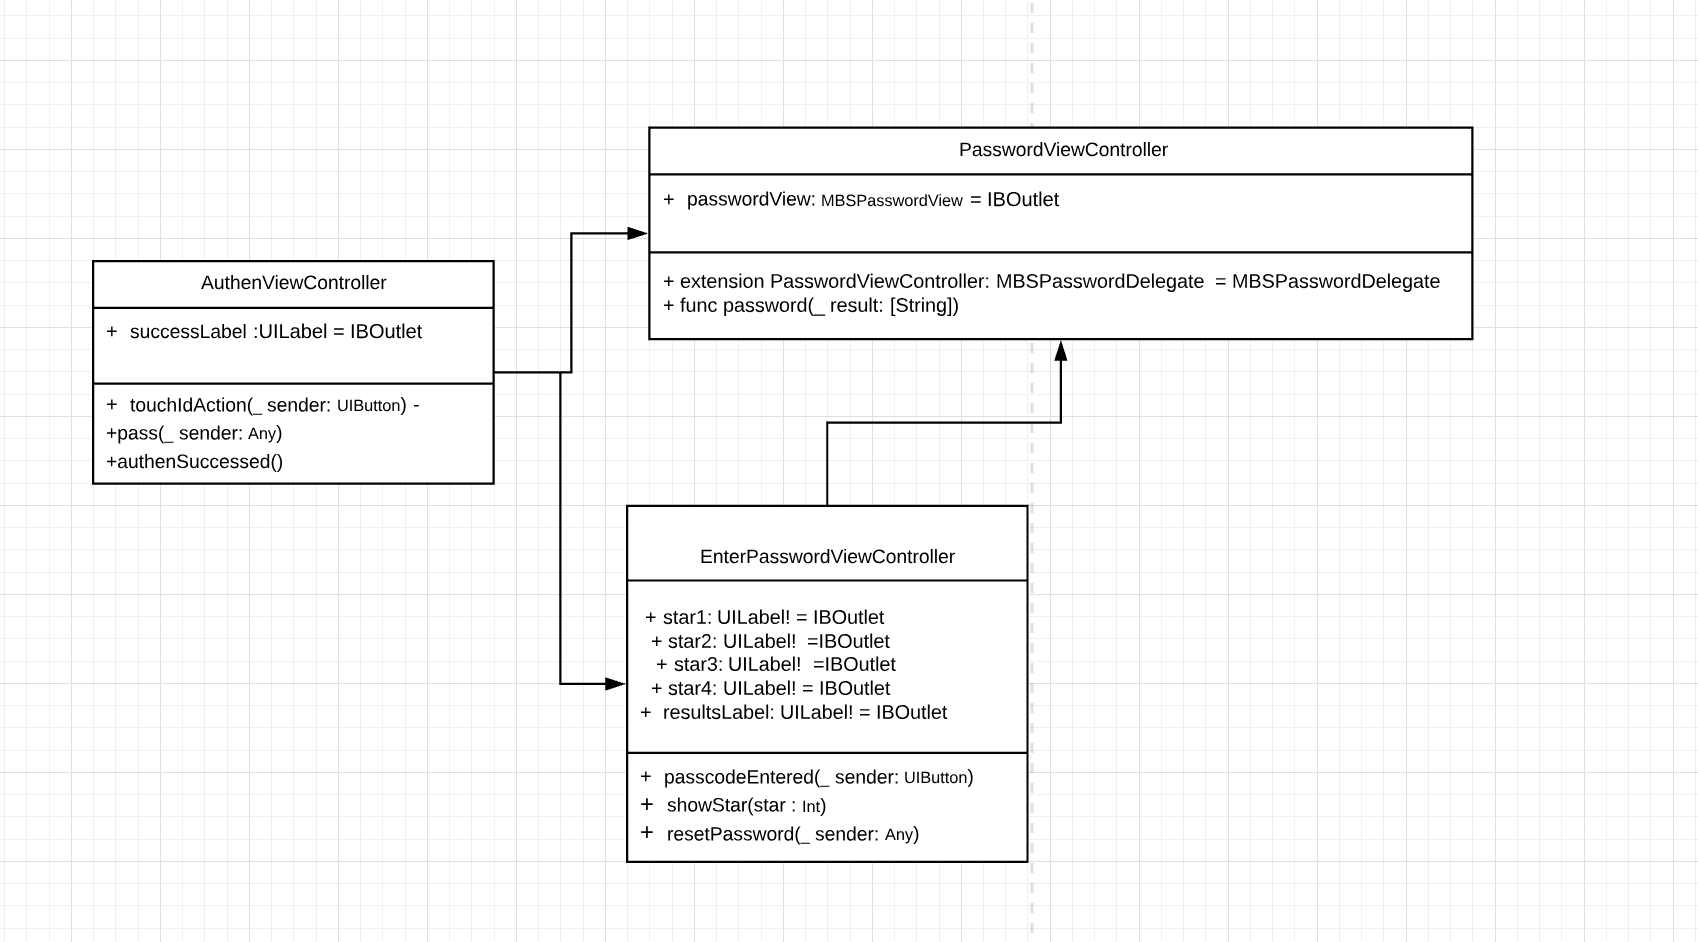 PasswordViewController
+ passwordView: MBSPasswordView = IBOutlet
+ extension PasswordViewController: MBSPasswordDelegate = MBSPasswordDelegate
+ func password(_ result: [String])
AuthenViewController
+ successLabel :UILabel = IBOutlet
+ touchIdAction(_ sender: UIButton) -
+pass(_ sender: Any)
+authenSuccessed()
EnterPasswordViewController
+ star1: UILabel! = IBOutlet
+ star2: UILabel! =IBOutlet
+ star3: UILabel! =IBOutlet
+ star4: UILabel! = IBOutlet
+ resultsLabel: UILabel! = IBOutlet
+ passcodeEntered(_ sender: UIButton)
+ showStar(star : Int)
+ resetPassword(_ sender: Any)